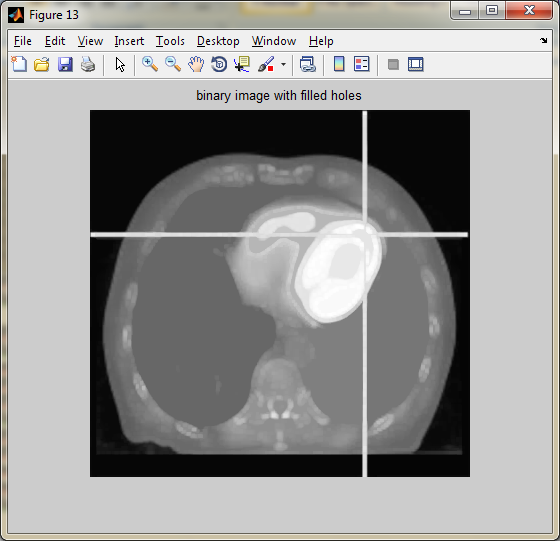 Figure 13
File Edit View Insert Tools Desktop Window Help
binary image with filled holes